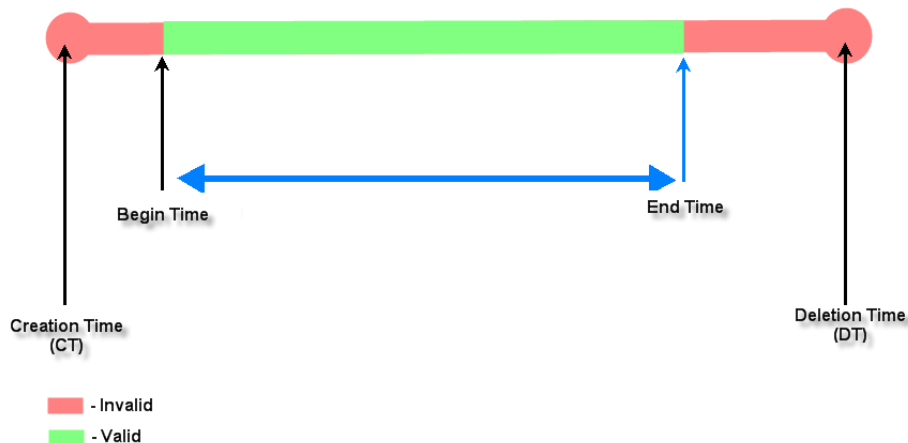 Begin Time
End Time
Creation Time
(CT)
Deletion Time
(DT)
- Invalid
- Valid